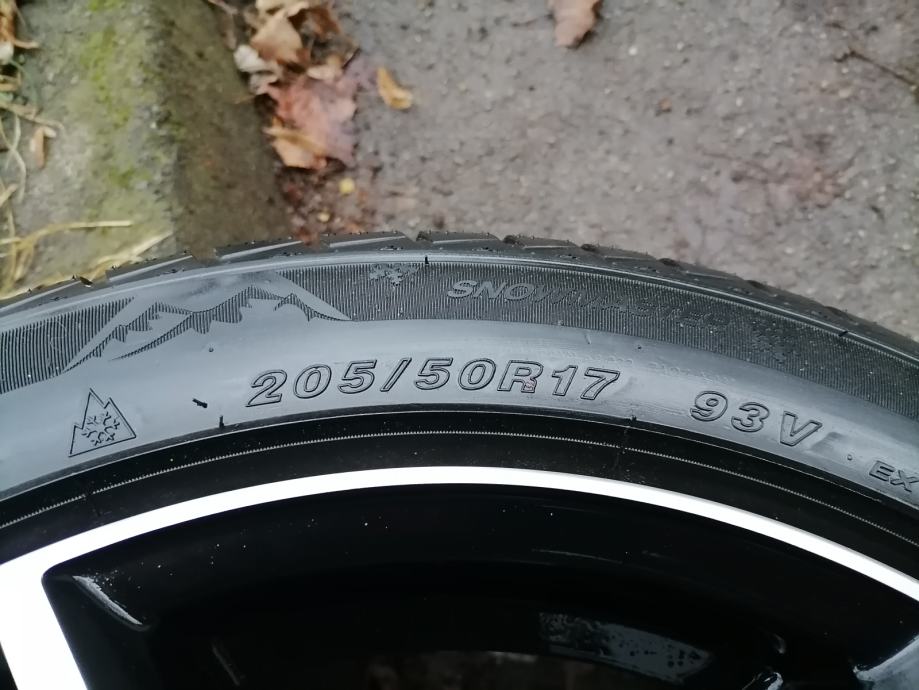 SNOWMASTER
205/50R17 93V
EX